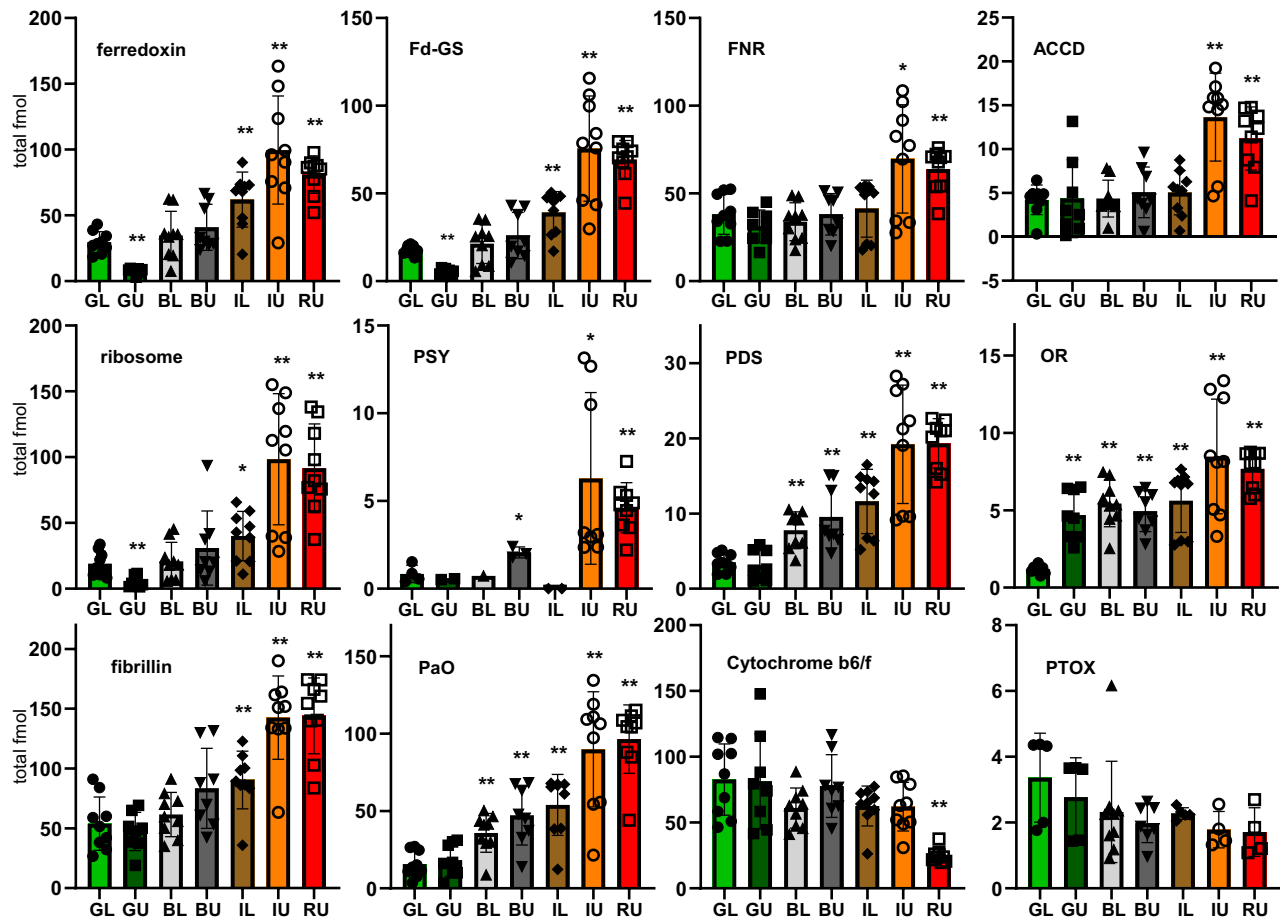 ferredoxin
total fmol
200
150
100
50
0
** ** ** ** **
GL GU BL BU IL IU RU
Fd-GS
150
100
50
0
** ** ** **
GL GU BL BU IL IU RU
FNR
150
100
50
0
* **
GL GU BL BU IL IU RU
ACCD
25
20
15
10
5
0
-5
** **
GL GU BL BU IL IU RU
ribosome
total fmol
200
150
100
50
0
** * ** **
GL GU BL BU IL IU RU
PSY
15
10
5
0
* * **
GL GU BL BU IL IU RU
PDS
30
20
10
0
** ** ** ** **
GL GU BL BU IL IU RU
OR
15
10
5
0
** ** ** ** ** **
GL GU BL BU IL IU RU
fibrillin
total fmol
200
150
100
50
0
** ** **
GL GU BL BU IL IU RU
PaO
150
100
50
0
** ** ** ** **
GL GU BL BU IL IU RU
Cytochrome b6/f
200
150
100
50
0
**
GL GU BL BU IL IU RU
PTOX
8
6
4
2
0
GL GU BL BU IL IU RU